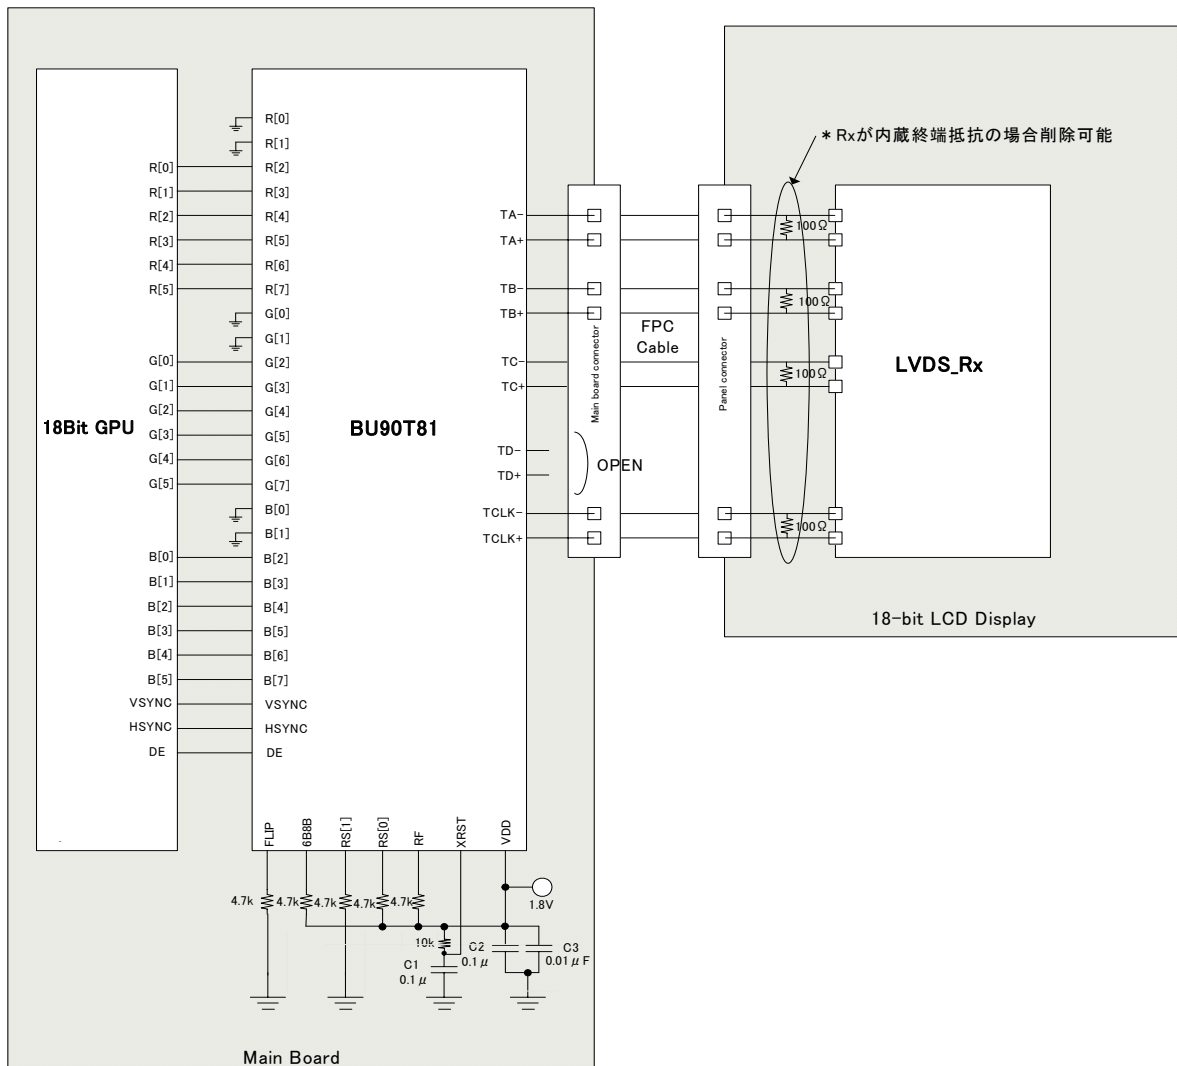 * Rxが内蔵終端抵抗の場合削除可能
18Bit GPU
R[0]
R[1]
R[2]
R[3]
R[4]
R[5]
G[0]
G[1]
G[2]
G[3]
G[4]
G[5]
B[0]
B[1]
B[2]
B[3]
B[4]
B[5]
VSYNC
HSYNC
DE
BU90T81
R[0]
R[1]
R[2]
R[3]
R[4]
R[5]
R[6]
R[7]
G[0]
G[1]
G[2]
G[3]
G[4]
G[5]
G[6]
G[7]
B[0]
B[1]
B[2]
B[3]
B[4]
B[5]
B[6]
B[7]
VSYNC
HSYNC
DE
TA-
TA+
TB-
TB+
TC-
TC+
TD-
TD+
TCLK-
TCLK+
OPEN
Main board connector
FPC
Cable
Panel connector
100Ω
100Ω
100Ω
100Ω
LVDS_Rx
18-bit LCD Display
FLIP
6B8B
RS[1]
RS[0]
RF
XRST
VDD
4.7k
4.7k
4.7k
4.7k
4.7k
1.8V
10k
C1
0.1μ
C2
0.1μ
C3
0.01μF
Main Board